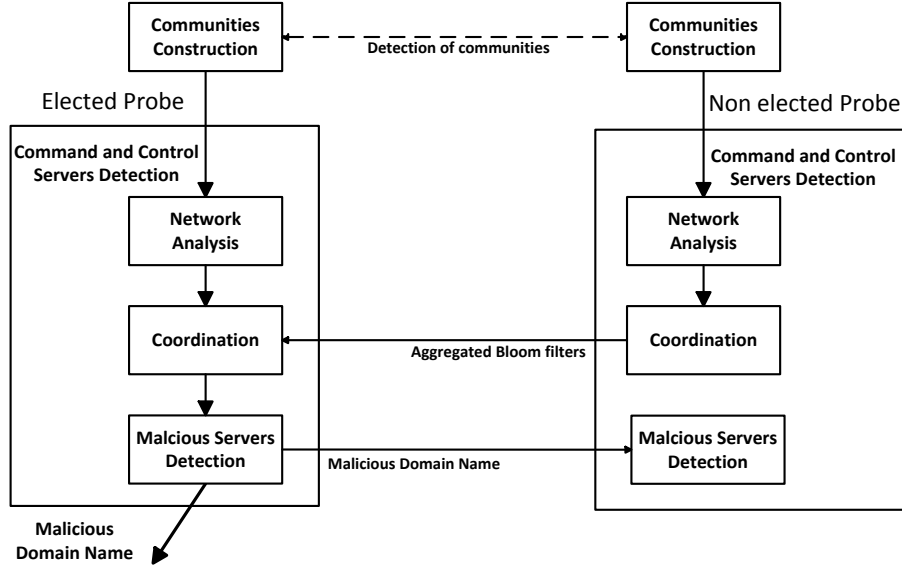 Communities
Construction
Detection of communities
Communities
Construction
Elected Probe
Non elected Probe
Command and Control
Servers Detection
Command and Control
Servers Detection
Network
Analysis
Network
Analysis
Coordination
Aggregated Bloom filters
Coordination
Malcious Servers
Detection
Malicious Domain Name
Malcious Servers
Detection
Malicious
Domain Name